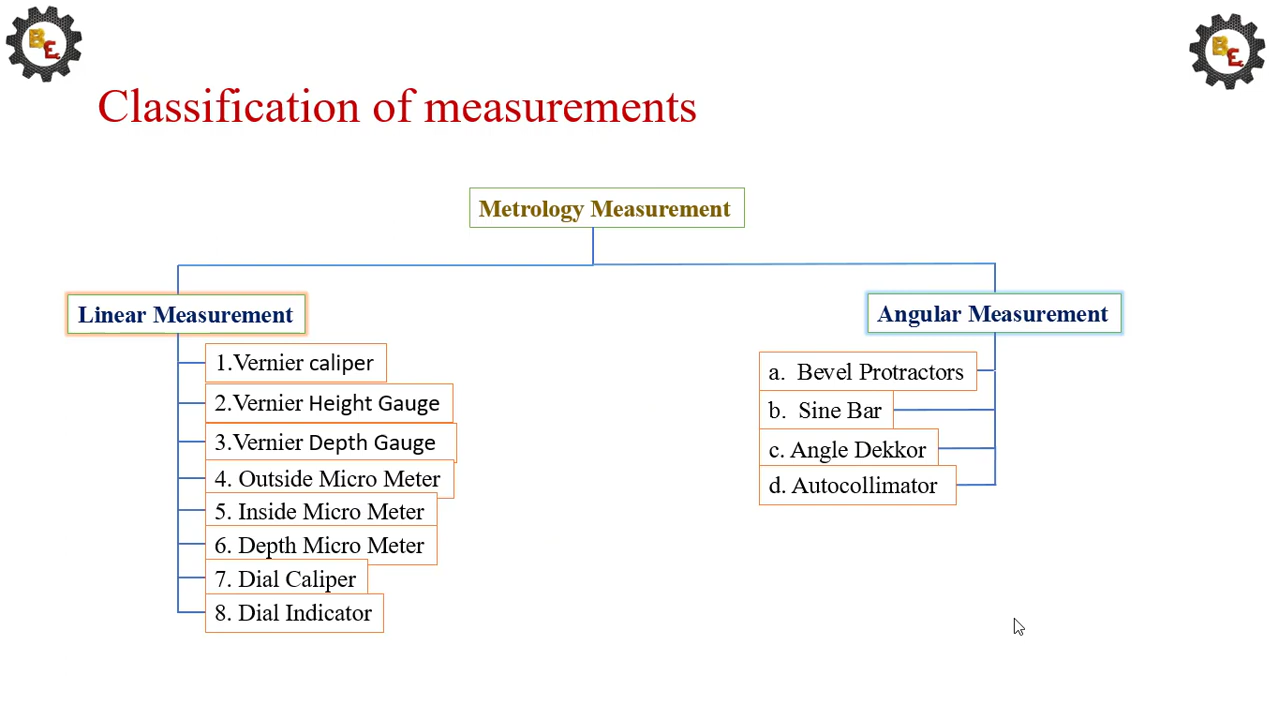 BE
BE
Classification of measurements
Metrology Measurement
Linear Measurement
Angular Measurement
1.Vernier caliper
2.Vernier Height Gauge
3.Vernier Depth Gauge
4. Outside Micro Meter
5. Inside Micro Meter
6. Depth Micro Meter
7. Dial Caliper
8. Dial Indicator
a. Bevel Protractors
b. Sine Bar
c. Angle Dekkor
d. Autocollimator